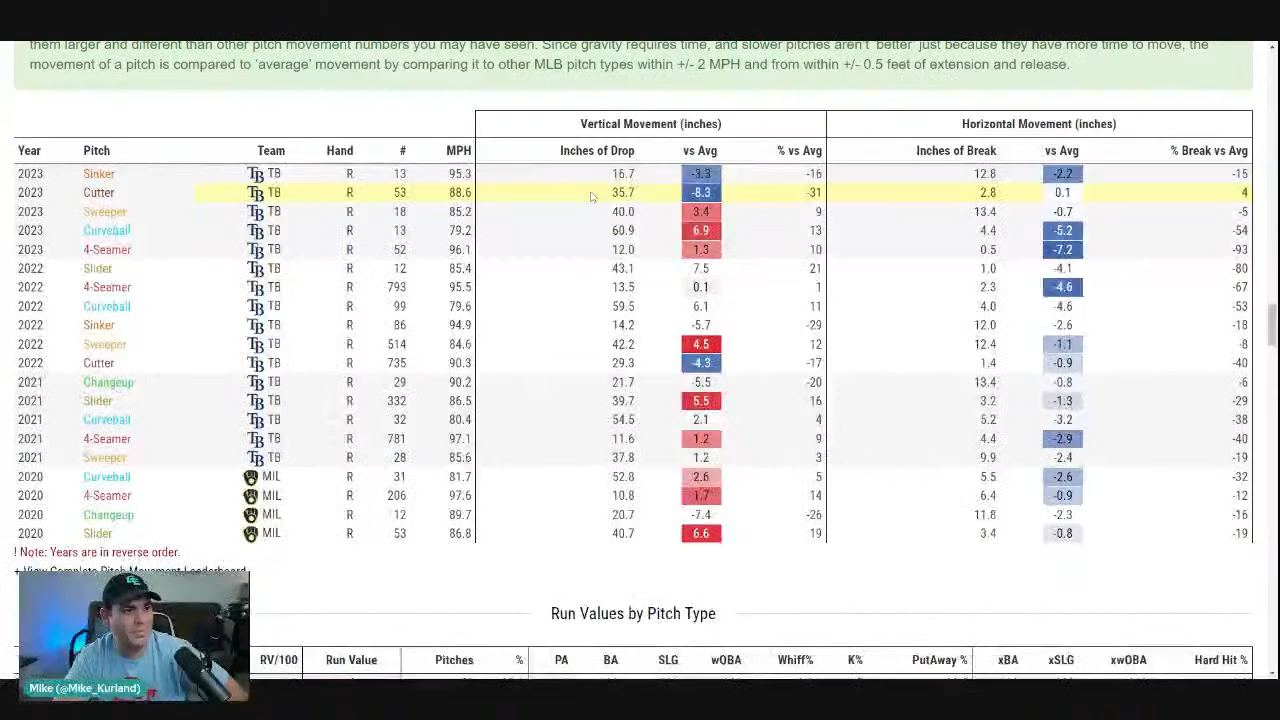 them larger and different than other pitch movement numbers you may have seen. Since gravity requires time, and slower pitches aren't 'better' just because they have more time to move, the
movement of a pitch is compared to 'average' movement by comparing it to other MLB pitch types within +/- 2 MPH and from within +/- 0.5 feet of extension and release.
Vertical Movement (inches) Horizontal Movement (inches)
Year Pitch Team Hand # MPH Inches of Drop vs Avg % vs Avg Inches of Break vs Avg % Break vs Avg
2023 Sinker TB TB R 13 95.3 16.7 -3.3 -16 12.8 -2.2 -15
2023 Cutter TB TB R 53 88.6 35.7 -8.3 -31 2.8 0.1 4
2023 Sweeper TB TB R 18 85.2 40.0 3.4 9 13.4 -0.7 -5
2023 Curveball TB TB R 13 79.2 60.9 6.9 13 4.4 -5.2 -54
2023 4-Seamer TB TB R 52 96.1 12.0 1.3 10 0.5 -7.2 -93
2022 Slider TB TB R 12 85.4 43.1 7.5 21 1.0 -4.1 -80
2022 4-Seamer TB TB R 793 95.5 13.5 0.1 1 2.3 -4.6 -67
2022 Curveball TB TB R 99 79.6 59.5 6.1 11 4.0 -4.6 -53
2022 Sinker TB TB R 86 94.9 14.2 -5.7 -29 12.0 -2.6 -18
2022 Sweeper TB TB R 514 84.6 42.2 4.5 12 12.4 -1.1 -8
2022 Cutter TB TB R 735 90.3 29.3 -4.3 -17 1.4 -0.9 -40
2021 Changeup TB TB R 29 90.2 21.7 -5.5 -20 13.4 -0.8 -6
2021 Slider TB TB R 332 86.5 39.7 5.5 16 3.2 -1.3 -29
2021 Curveball TB TB R 32 80.4 54.5 2.1 4 5.2 -3.2 -38
2021 4-Seamer TB TB R 781 97.1 11.6 1.2 9 4.4 -2.9 -40
2021 Sweeper TB TB R 28 85.6 37.8 1.2 3 9.9 -2.4 -19
2020 Curveball MIL R 31 81.7 52.8 2.6 5 5.5 -2.6 -32
2020 4-Seamer MIL R 206 97.6 10.8 1.7 14 6.4 -0.9 -12
2020 Changeup MIL R 12 89.7 20.7 -7.4 -26 11.8 -2.3 -16
2020 Slider MIL R 53 86.8 40.7 6.6 19 3.4 -0.8 -19
! Note: Years are in reverse order.
+ View Complete Pitch Movement Leaderboard
Run Values by Pitch Type
RV/100 Run Value Pitches % PA BA SLG wOBA Whiff% K% PutAway % xBA xSLG xwOBA Hard Hit %
Mike (@Mike_Kurland)